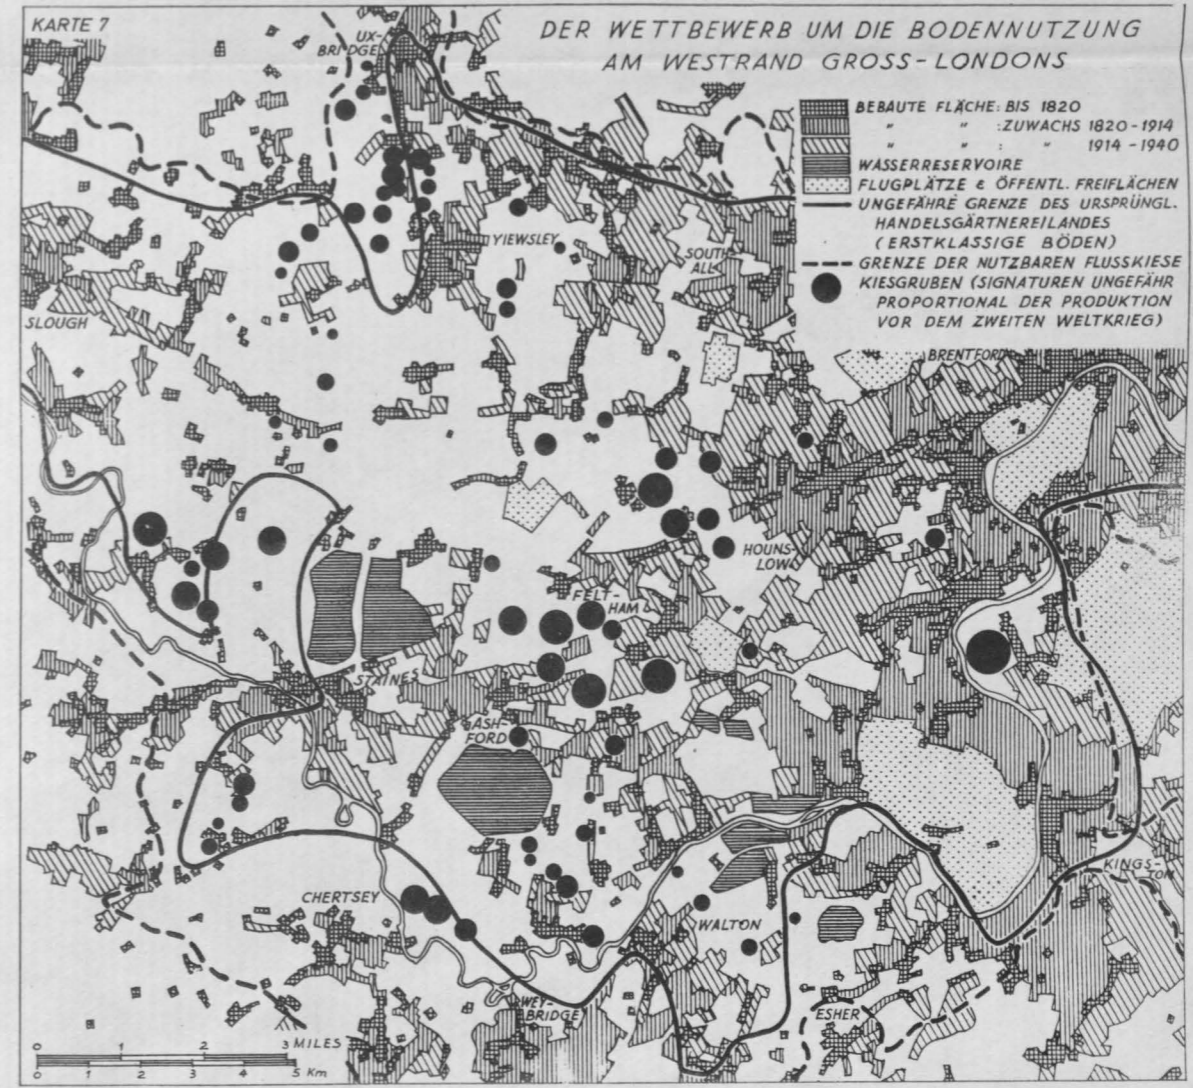 KARTE 7
DER WETTBEWERB UM DIE BODENNUTZUNG
AM WESTRAND GROSS-LONDONS
BEBAUTE FLÄCHE: BIS 1820
" " : ZUWACHS 1820-1914
" " : " 1914-1940
WASSERRESERVOIRE
FLUGPLÄTZE & ÖFFENTL. FREIFLÄCHEN
UNGEFÄHRE GRENZE DES URSPRÜNGL.
HANDELSGÄRTNEREILANDES
(ERSTKLASSIGE BÖDEN)
GRENZE DER NUTZBAREN FLUSSKIESE
KIESGRUBEN (SIGNATUREN UNGEFÄHR
PROPORTIONAL DER PRODUKTION
VOR DEM ZWEITEN WELTKRIEG)
UX-
BRIDGE
YIEWSLEY
SOUTH
ALL
SLOUGH
BRENTFORD
HOUNS-
LOW
FELT-
HAM
STAINES
ASH-
FORD
KINGS-
TON
CHERTSEY
WALTON
WEY-
BRIDGE
ESHER
0 1 2 3 MILES
0 1 2 3 4 5 Km